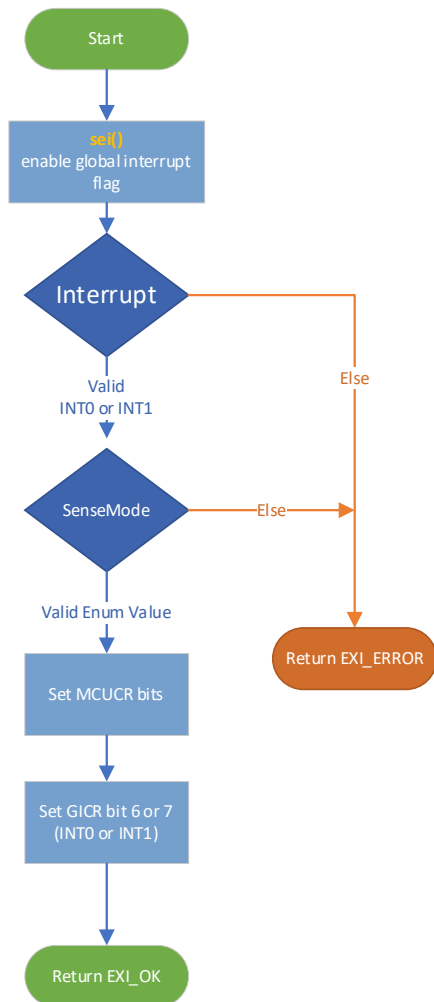 Start
sei()
enable global interrupt
flag
Interrupt
Else
Valid
INT0 or INT1
SenseMode
Else
Valid Enum Value
Return EXI_ERROR
Set MCUCR bits
Set GICR bit 6 or 7
(INT0 or INT1)
Return EXI_OK